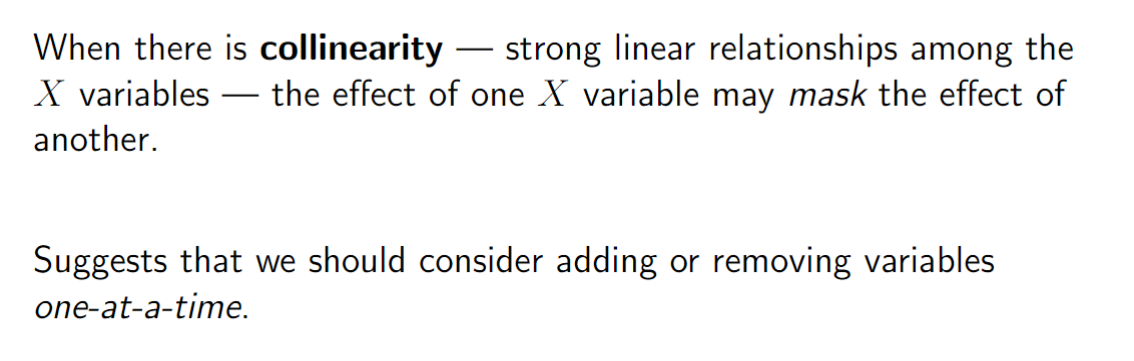 When there is collinearity — strong linear relationships among the
X variables — the effect of one X variable may mask the effect of
another.
Suggests that we should consider adding or removing variables
one-at-a-time.